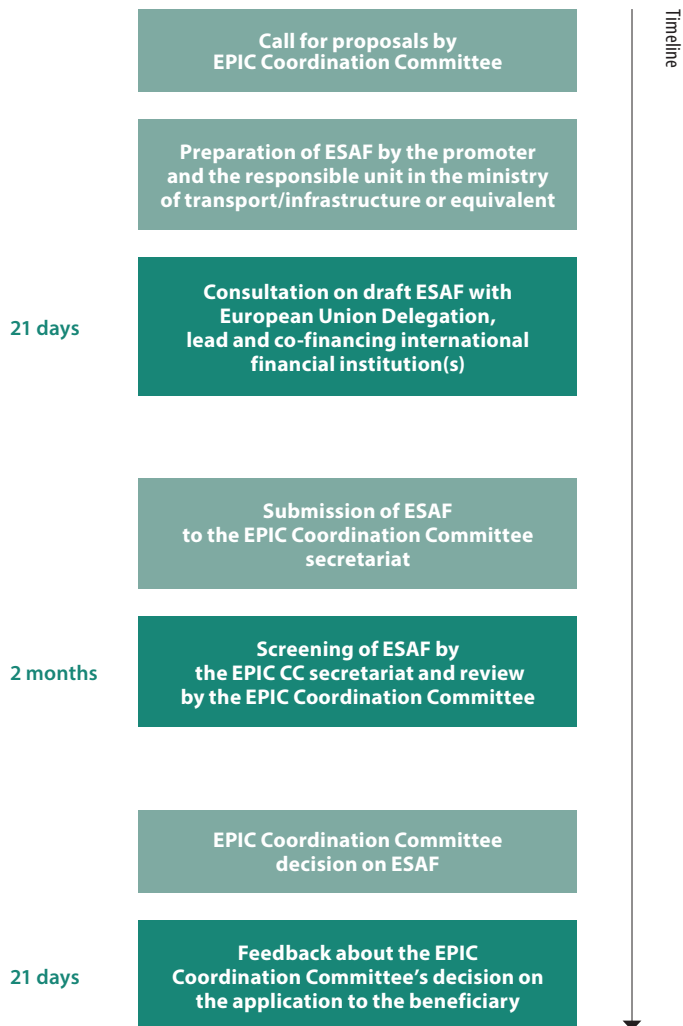 Timeline
Call for proposals by
EPIC Coordination Committee
Preparation of ESAF by the promoter
and the responsible unit in the ministry
of transport/infrastructure or equivalent
21 days
Consultation on draft ESAF with
European Union Delegation,
lead and co-financing international
financial institution(s)
Submission of ESAF
to the EPIC Coordination Committee
secretariat
2 months
Screening of ESAF by
the EPIC CC secretariat and review
by the EPIC Coordination Committee
EPIC Coordination Committee
decision on ESAF
21 days
Feedback about the EPIC
Coordination Committee’s decision on
the application to the beneficiary